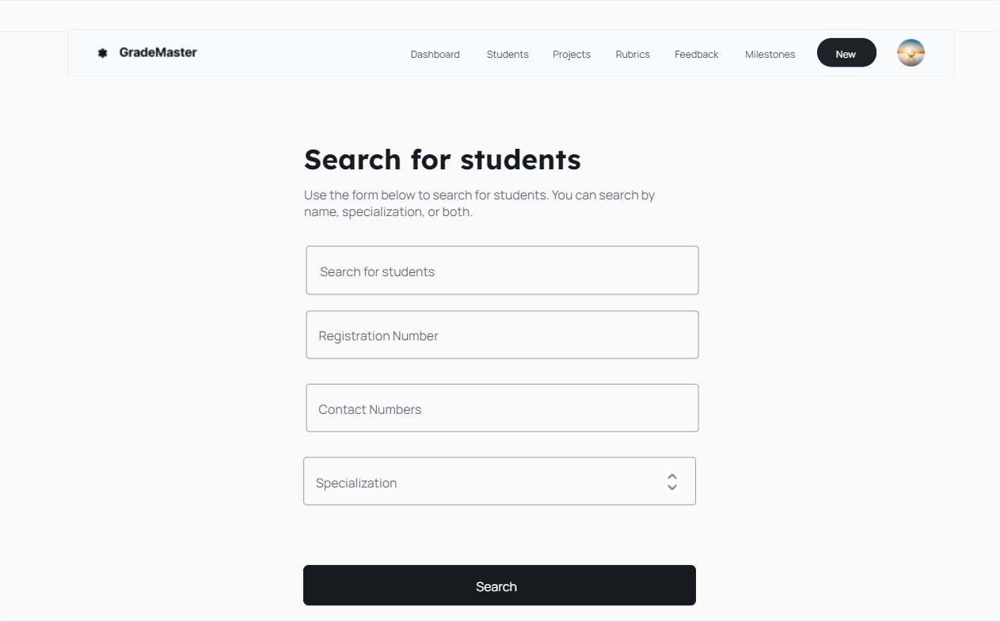 GradeMaster
Dashboard Students Projects Rubrics Feedback Milestones New
Search for students
Use the form below to search for students. You can search by
name, specialization, or both.
Search for students
Registration Number
Contact Numbers
Specialization
Search